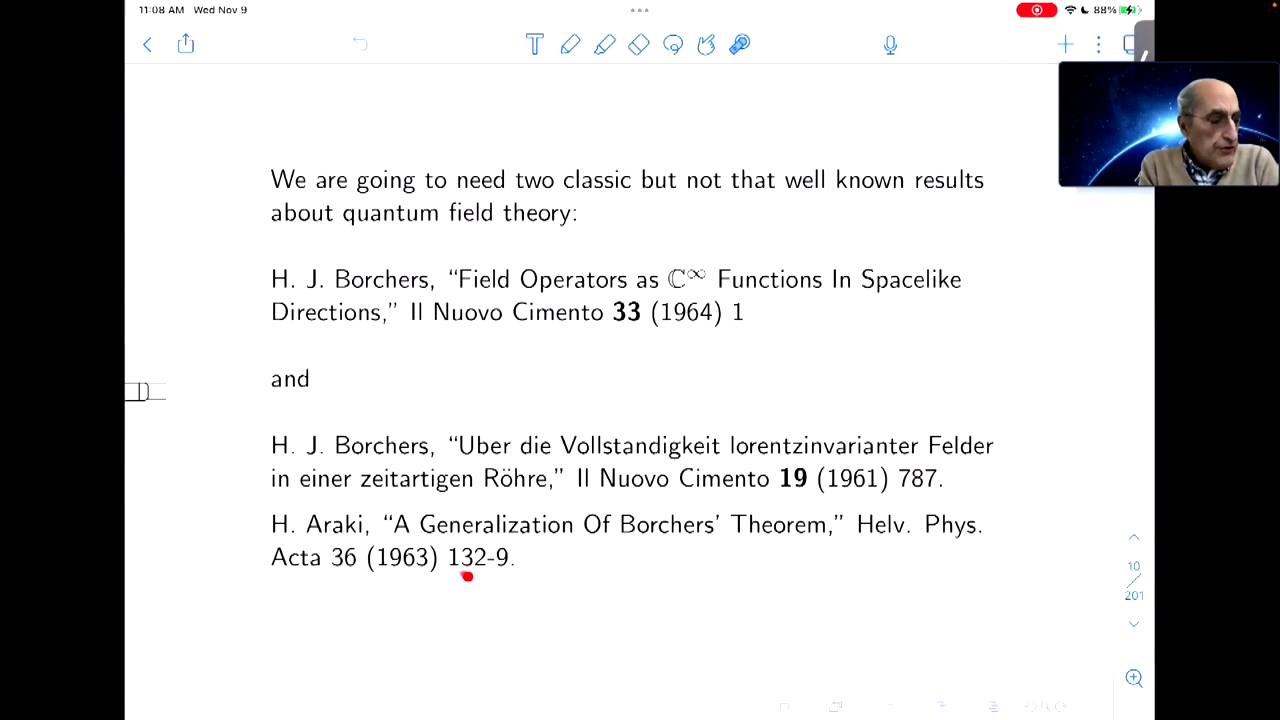 11:08 AM Wed Nov 9
88%
We are going to need two classic but not that well known results
about quantum field theory:
H. J. Borchers, “Field Operators as ℂ∞ Functions In Spacelike
Directions,” Il Nuovo Cimento 33 (1964) 1
and
H. J. Borchers, “Uber die Vollstandigkeit lorentzinvarianter Felder
in einer zeitartigen Röhre,” Il Nuovo Cimento 19 (1961) 787.
H. Araki, “A Generalization Of Borchers’ Theorem,” Helv. Phys.
Acta 36 (1963) 132-9.
10
201